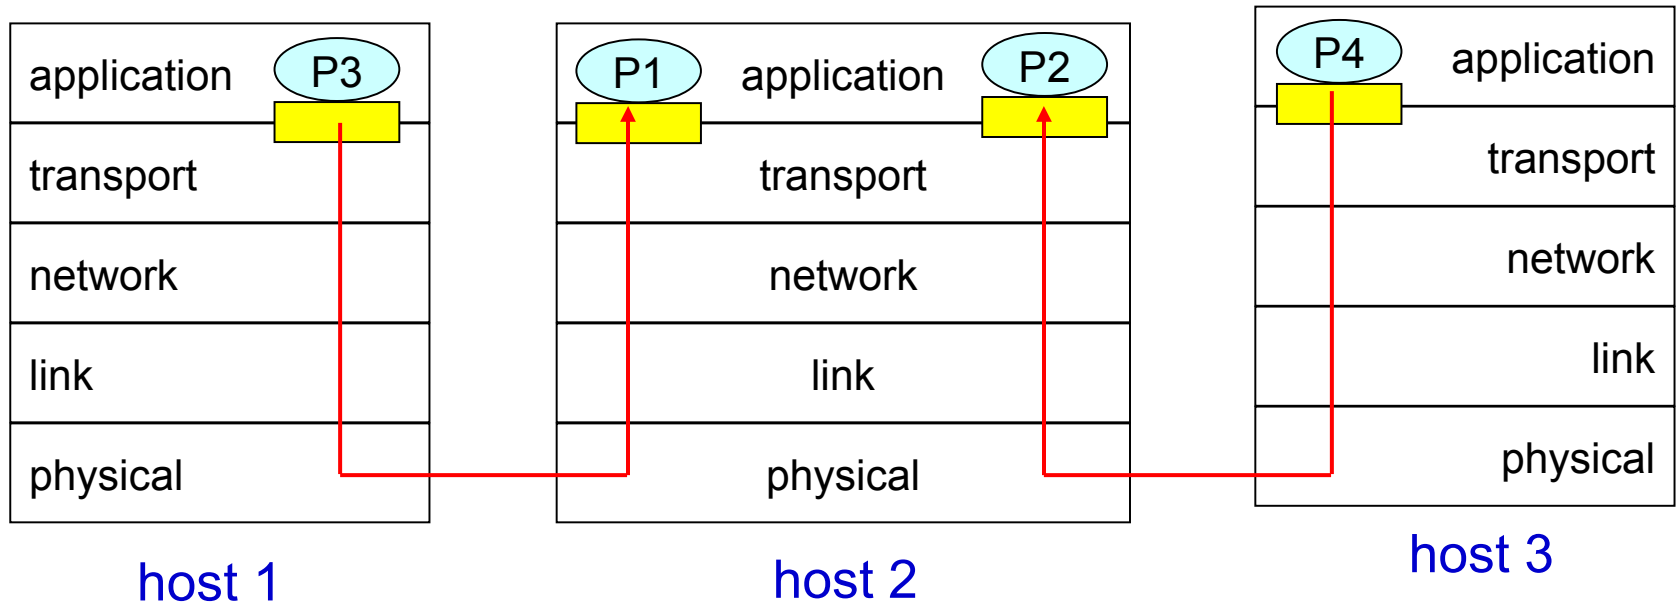 application
P3
transport
network
link
physical
host 1
P1
application
P2
transport
network
link
physical
host 2
P4
application
transport
network
link
physical
host 3